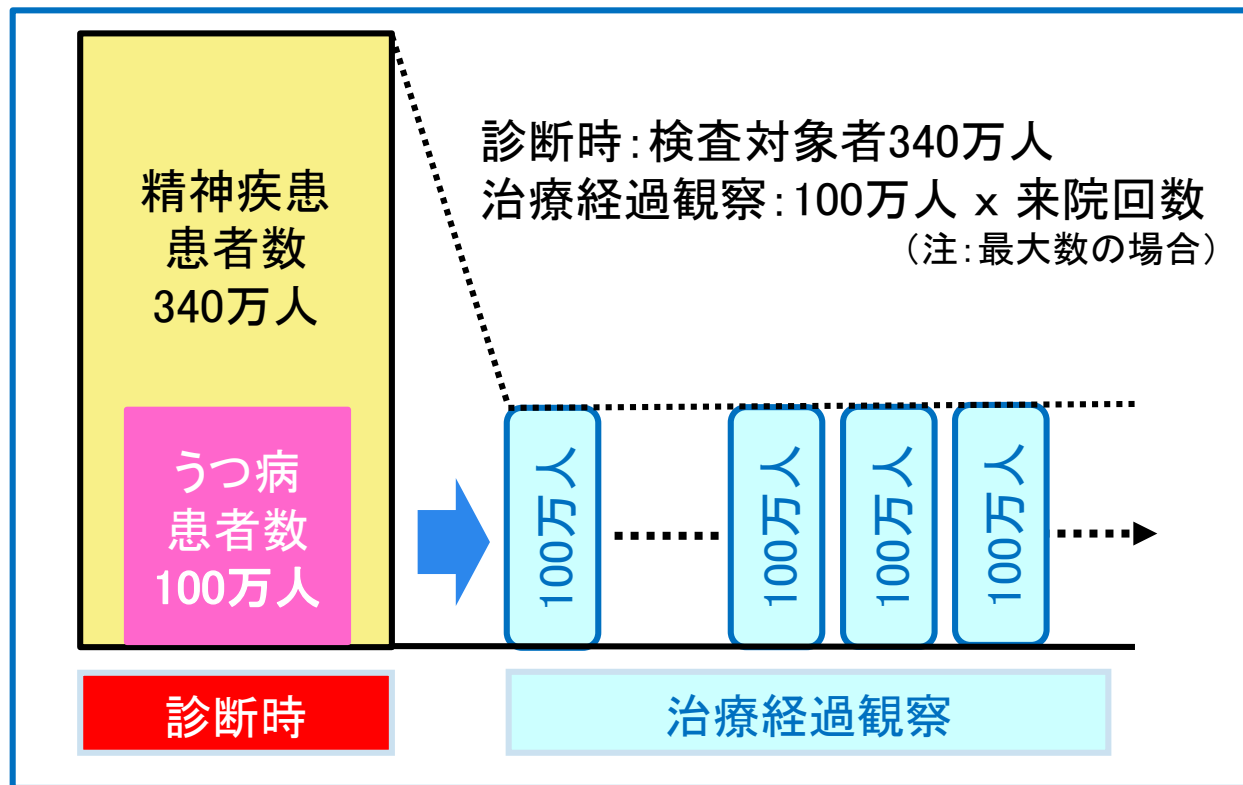 精神疾患
患者数
340万人
うつ病
患者数
100万人
診断時:検査対象者340万人
治療経過観察:100万人 x 来院回数
(注:最大数の場合)
100万人
100万人
100万人
100万人
診断時
治療経過観察